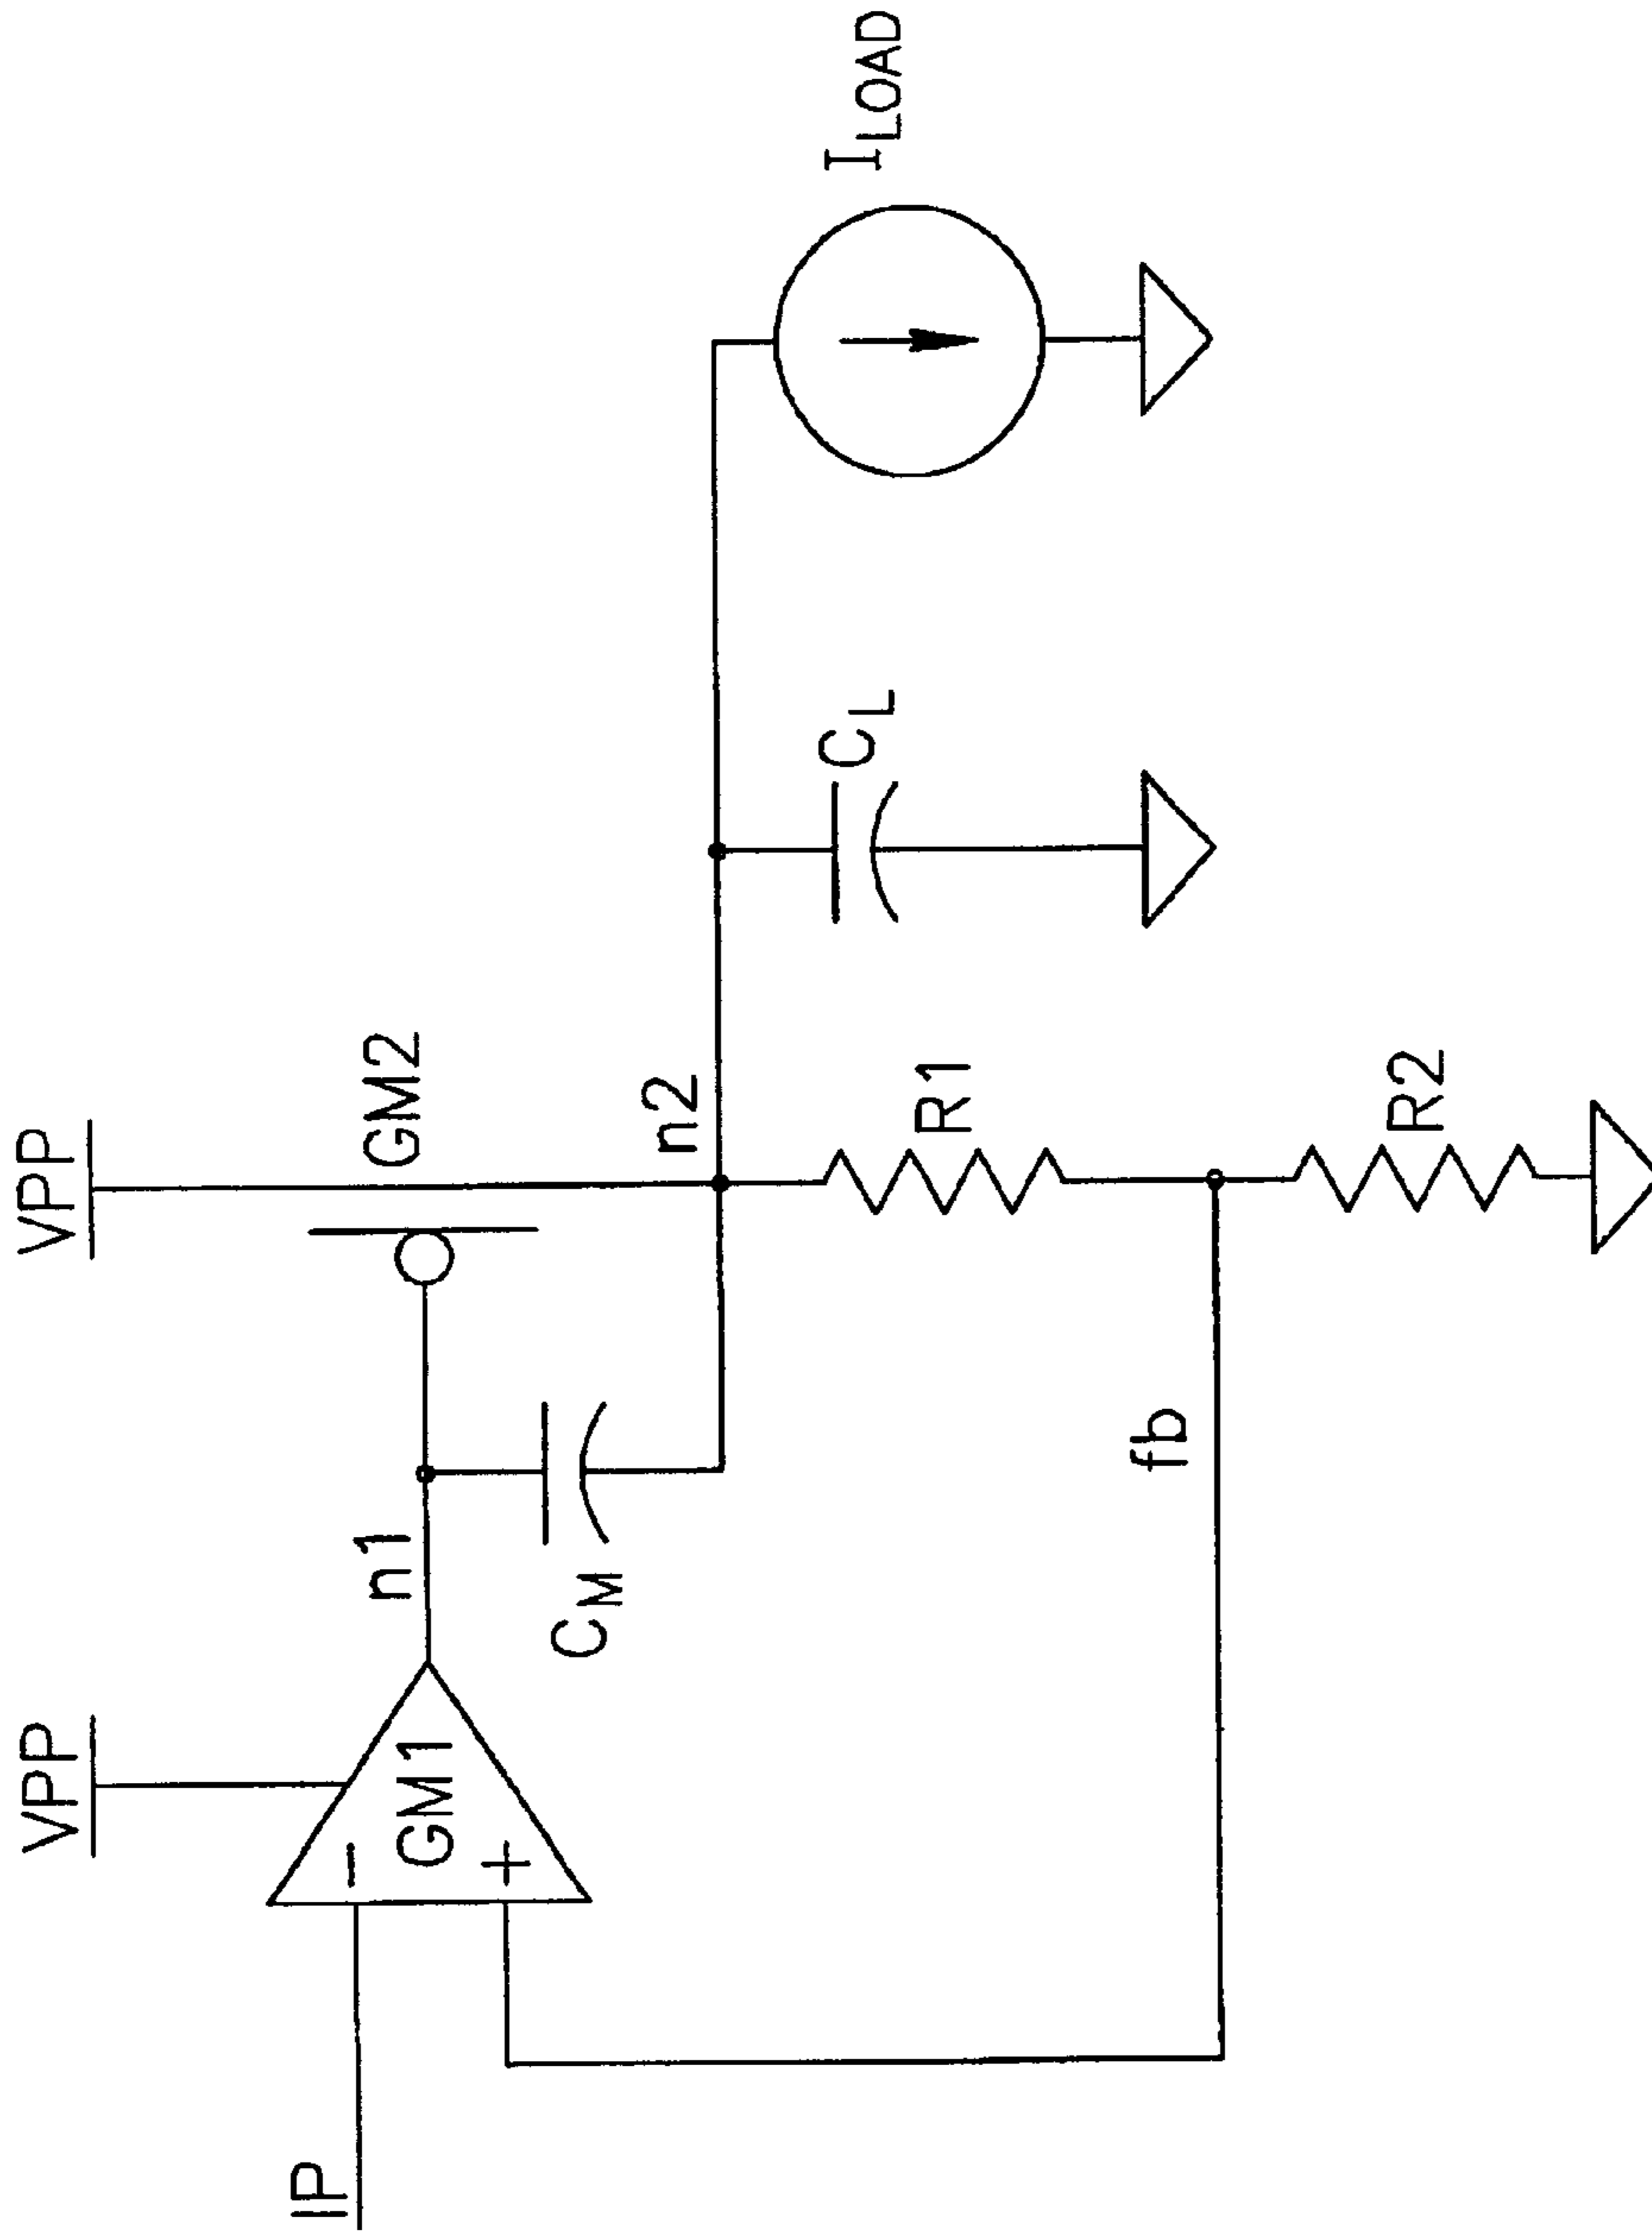 VPP
VPP
IP
-
GM1
+
n1
GM2
C_M
n2
C_L
I_LOAD
R1
fb
R2